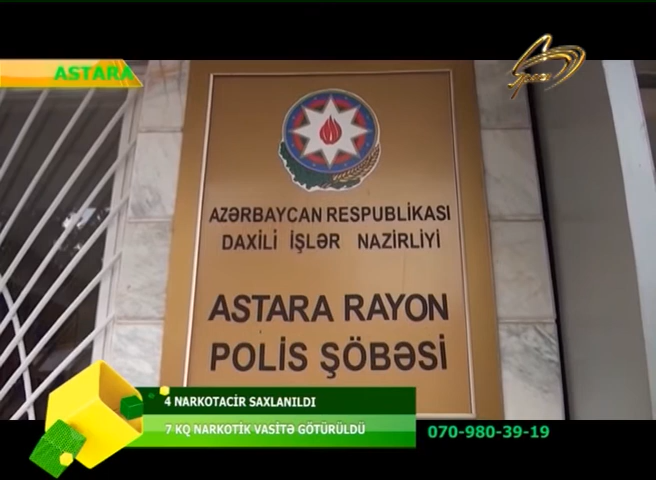 ASTARA
Space
AZƏRBAYCAN RESPUBLİKASI
DAXİLİ İŞLƏR NAZİRLİYİ
ASTARA RAYON
POLİS ŞÖBƏSİ
4 NARKOTACİR SAXLANILDI
7 KQ NARKOTİK VASİTƏ GÖTÜRÜLDÜ
070-980-39-19